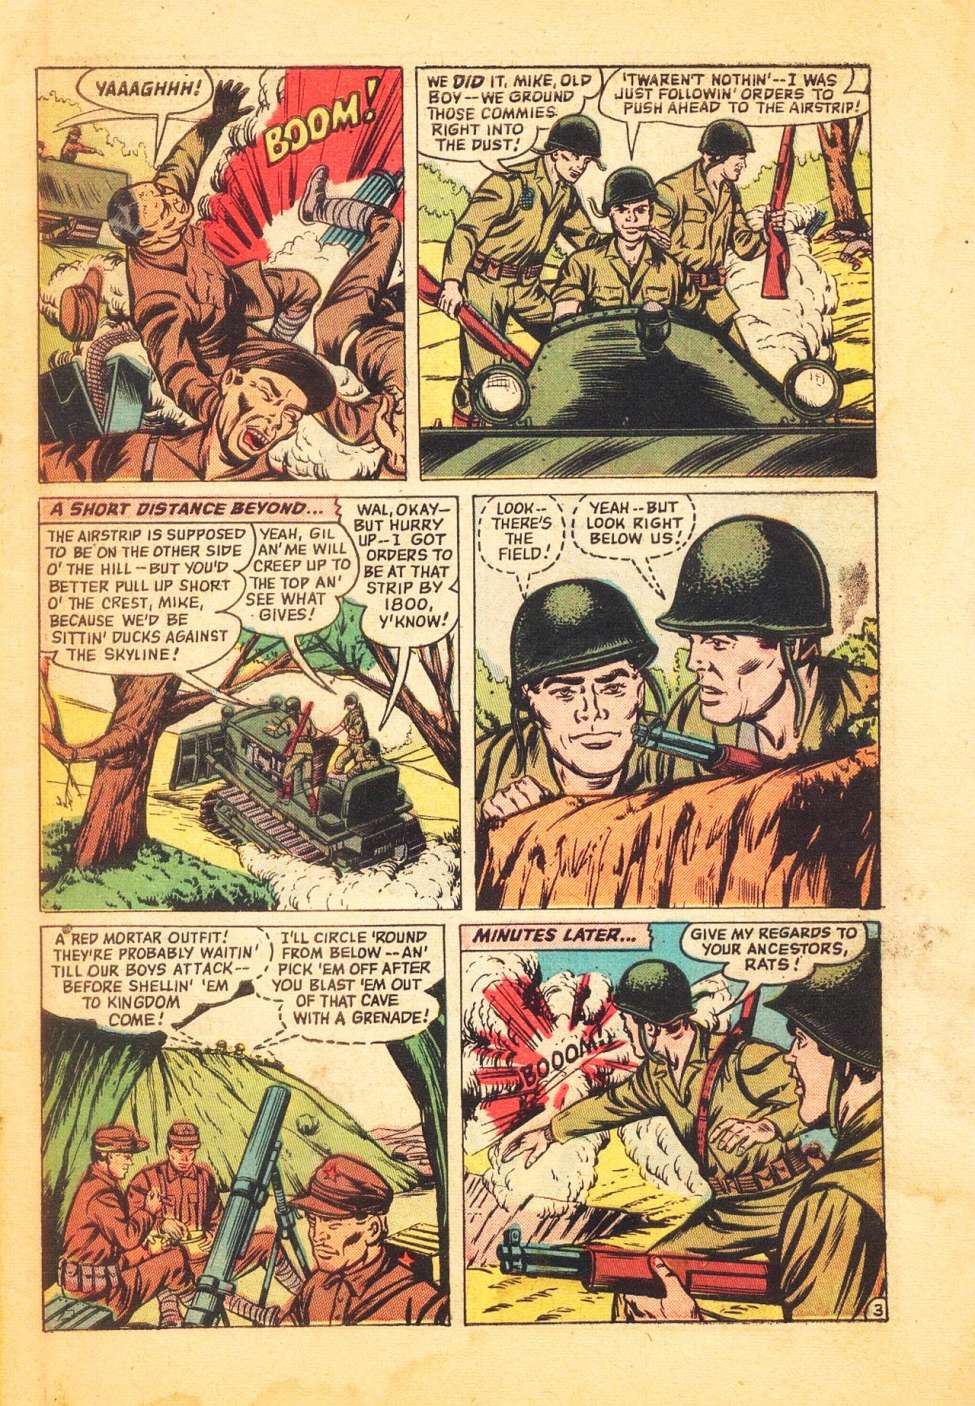 YAAAGHHH!
BOOM!
WE DID IT, MIKE, OLD
BOY--WE GROUND
THOSE COMMIES
RIGHT INTO
THE DUST!
'TWAREN'T NOTHIN'--I WAS
JUST FOLLOWIN' ORDERS TO
PUSH AHEAD TO THE AIRSTRIP!
A SHORT DISTANCE BEYOND...
THE AIRSTRIP IS SUPPOSED
TO BE ON THE OTHER SIDE
O' THE HILL--BUT YOU'D
BETTER PULL UP SHORT
O' THE CREST, MIKE,
BECAUSE WE'D BE
SITTIN' DUCKS AGAINST
THE SKYLINE!
YEAH, GIL
AN' ME WILL
CREEP UP TO
THE TOP AN'
SEE WHAT
GIVES!
WAL, OKAY--
BUT HURRY
UP--I GOT
ORDERS TO
BE AT THAT
STRIP BY
1800,
Y'KNOW!
LOOK--
THERE'S
THE
FIELD!
YEAH--BUT
LOOK RIGHT
BELOW US!
A RED MORTAR OUTFIT!
THEY'RE PROBABLY WAITIN'
TILL OUR BOYS ATTACK--
BEFORE SHELLIN' 'EM
TO KINGDOM
COME!
I'LL CIRCLE 'ROUND
FROM BELOW--AN'
PICK 'EM OFF AFTER
YOU BLAST 'EM OUT
OF THAT CAVE
WITH A GRENADE!
MINUTES LATER...
GIVE MY REGARDS TO
YOUR ANCESTORS,
RATS!
BOOOM!
3